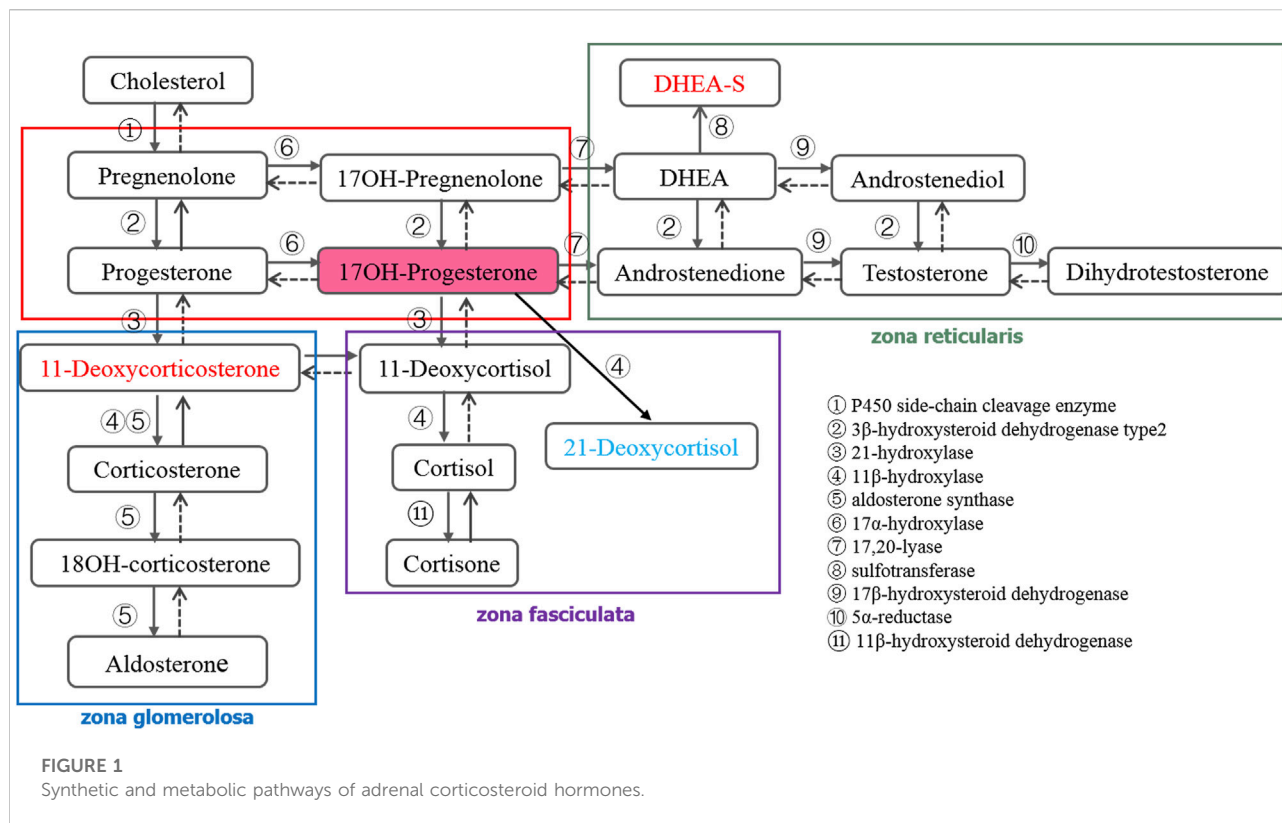 Cholesterol
DHEA-S
①
⑧
⑥
⑦
⑨
Pregnenolone
17OH-Pregnenolone
DHEA
Androstenediol
②
②
②
②
⑥
⑦
⑨
⑩
Progesterone
17OH-Progesterone
Androstenedione
Testosterone
Dihydrotestosterone
③
③
zona reticularis
11-Deoxycorticosterone
11-Deoxycortisol
④
④⑤
④
21-Deoxycortisol
Corticosterone
Cortisol
⑤
⑪
18OH-corticosterone
Cortisone
⑤
zona fasciculata
Aldosterone
zona glomerolosa
① P450 side-chain cleavage enzyme
② 3β-hydroxysteroid dehydrogenase type2
③ 21-hydroxylase
④ 11β-hydroxylase
⑤ aldosterone synthase
⑥ 17α-hydroxylase
⑦ 17,20-lyase
⑧ sulfotransferase
⑨ 17β-hydroxysteroid dehydrogenase
⑩ 5α-reductase
⑪ 11β-hydroxysteroid dehydrogenase
FIGURE 1
Synthetic and metabolic pathways of adrenal corticosteroid hormones.